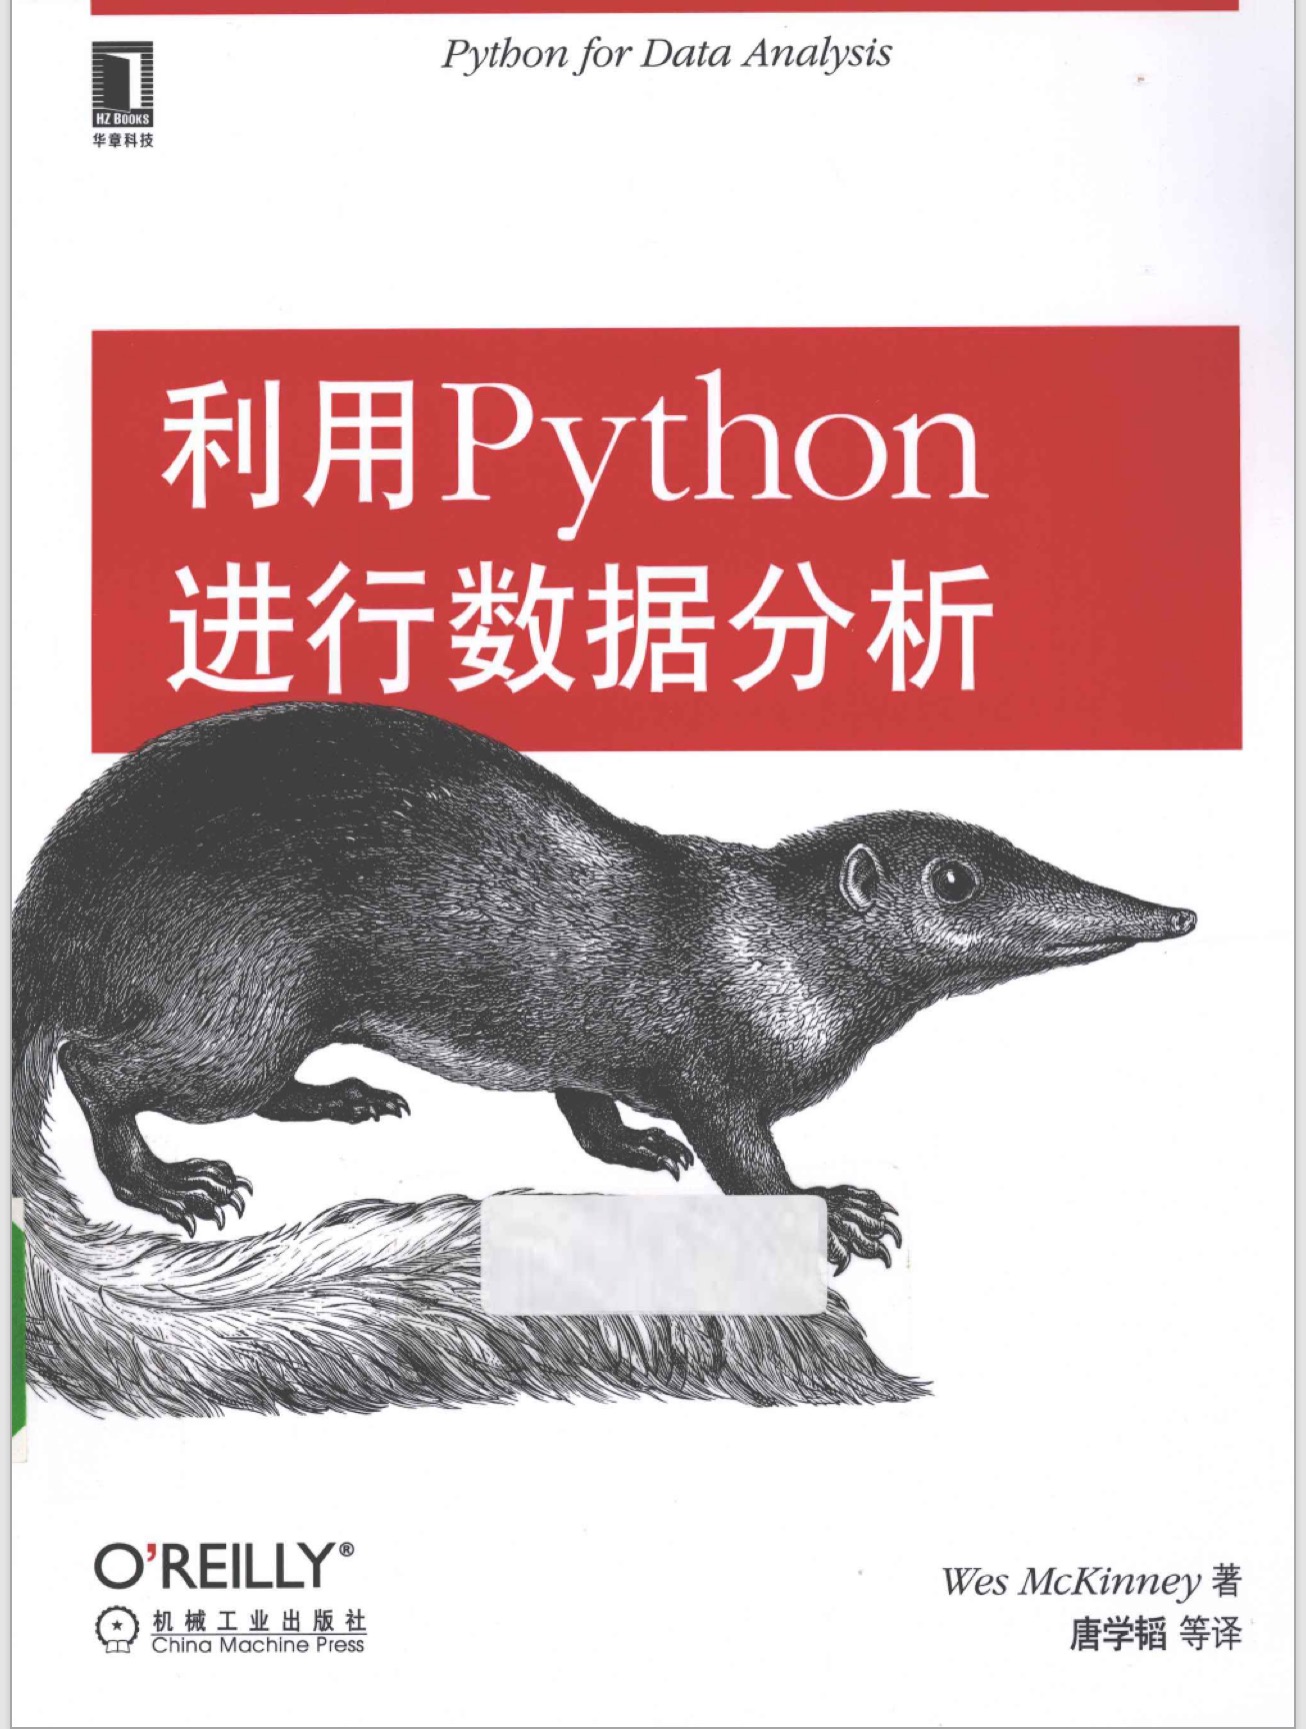 Python for Data Analysis
HZ BOOKS
华章科技
利用Python
进行数据分析
O'REILLY®
机械工业出版社
China Machine Press
Wes McKinney 著
唐学韬 等译